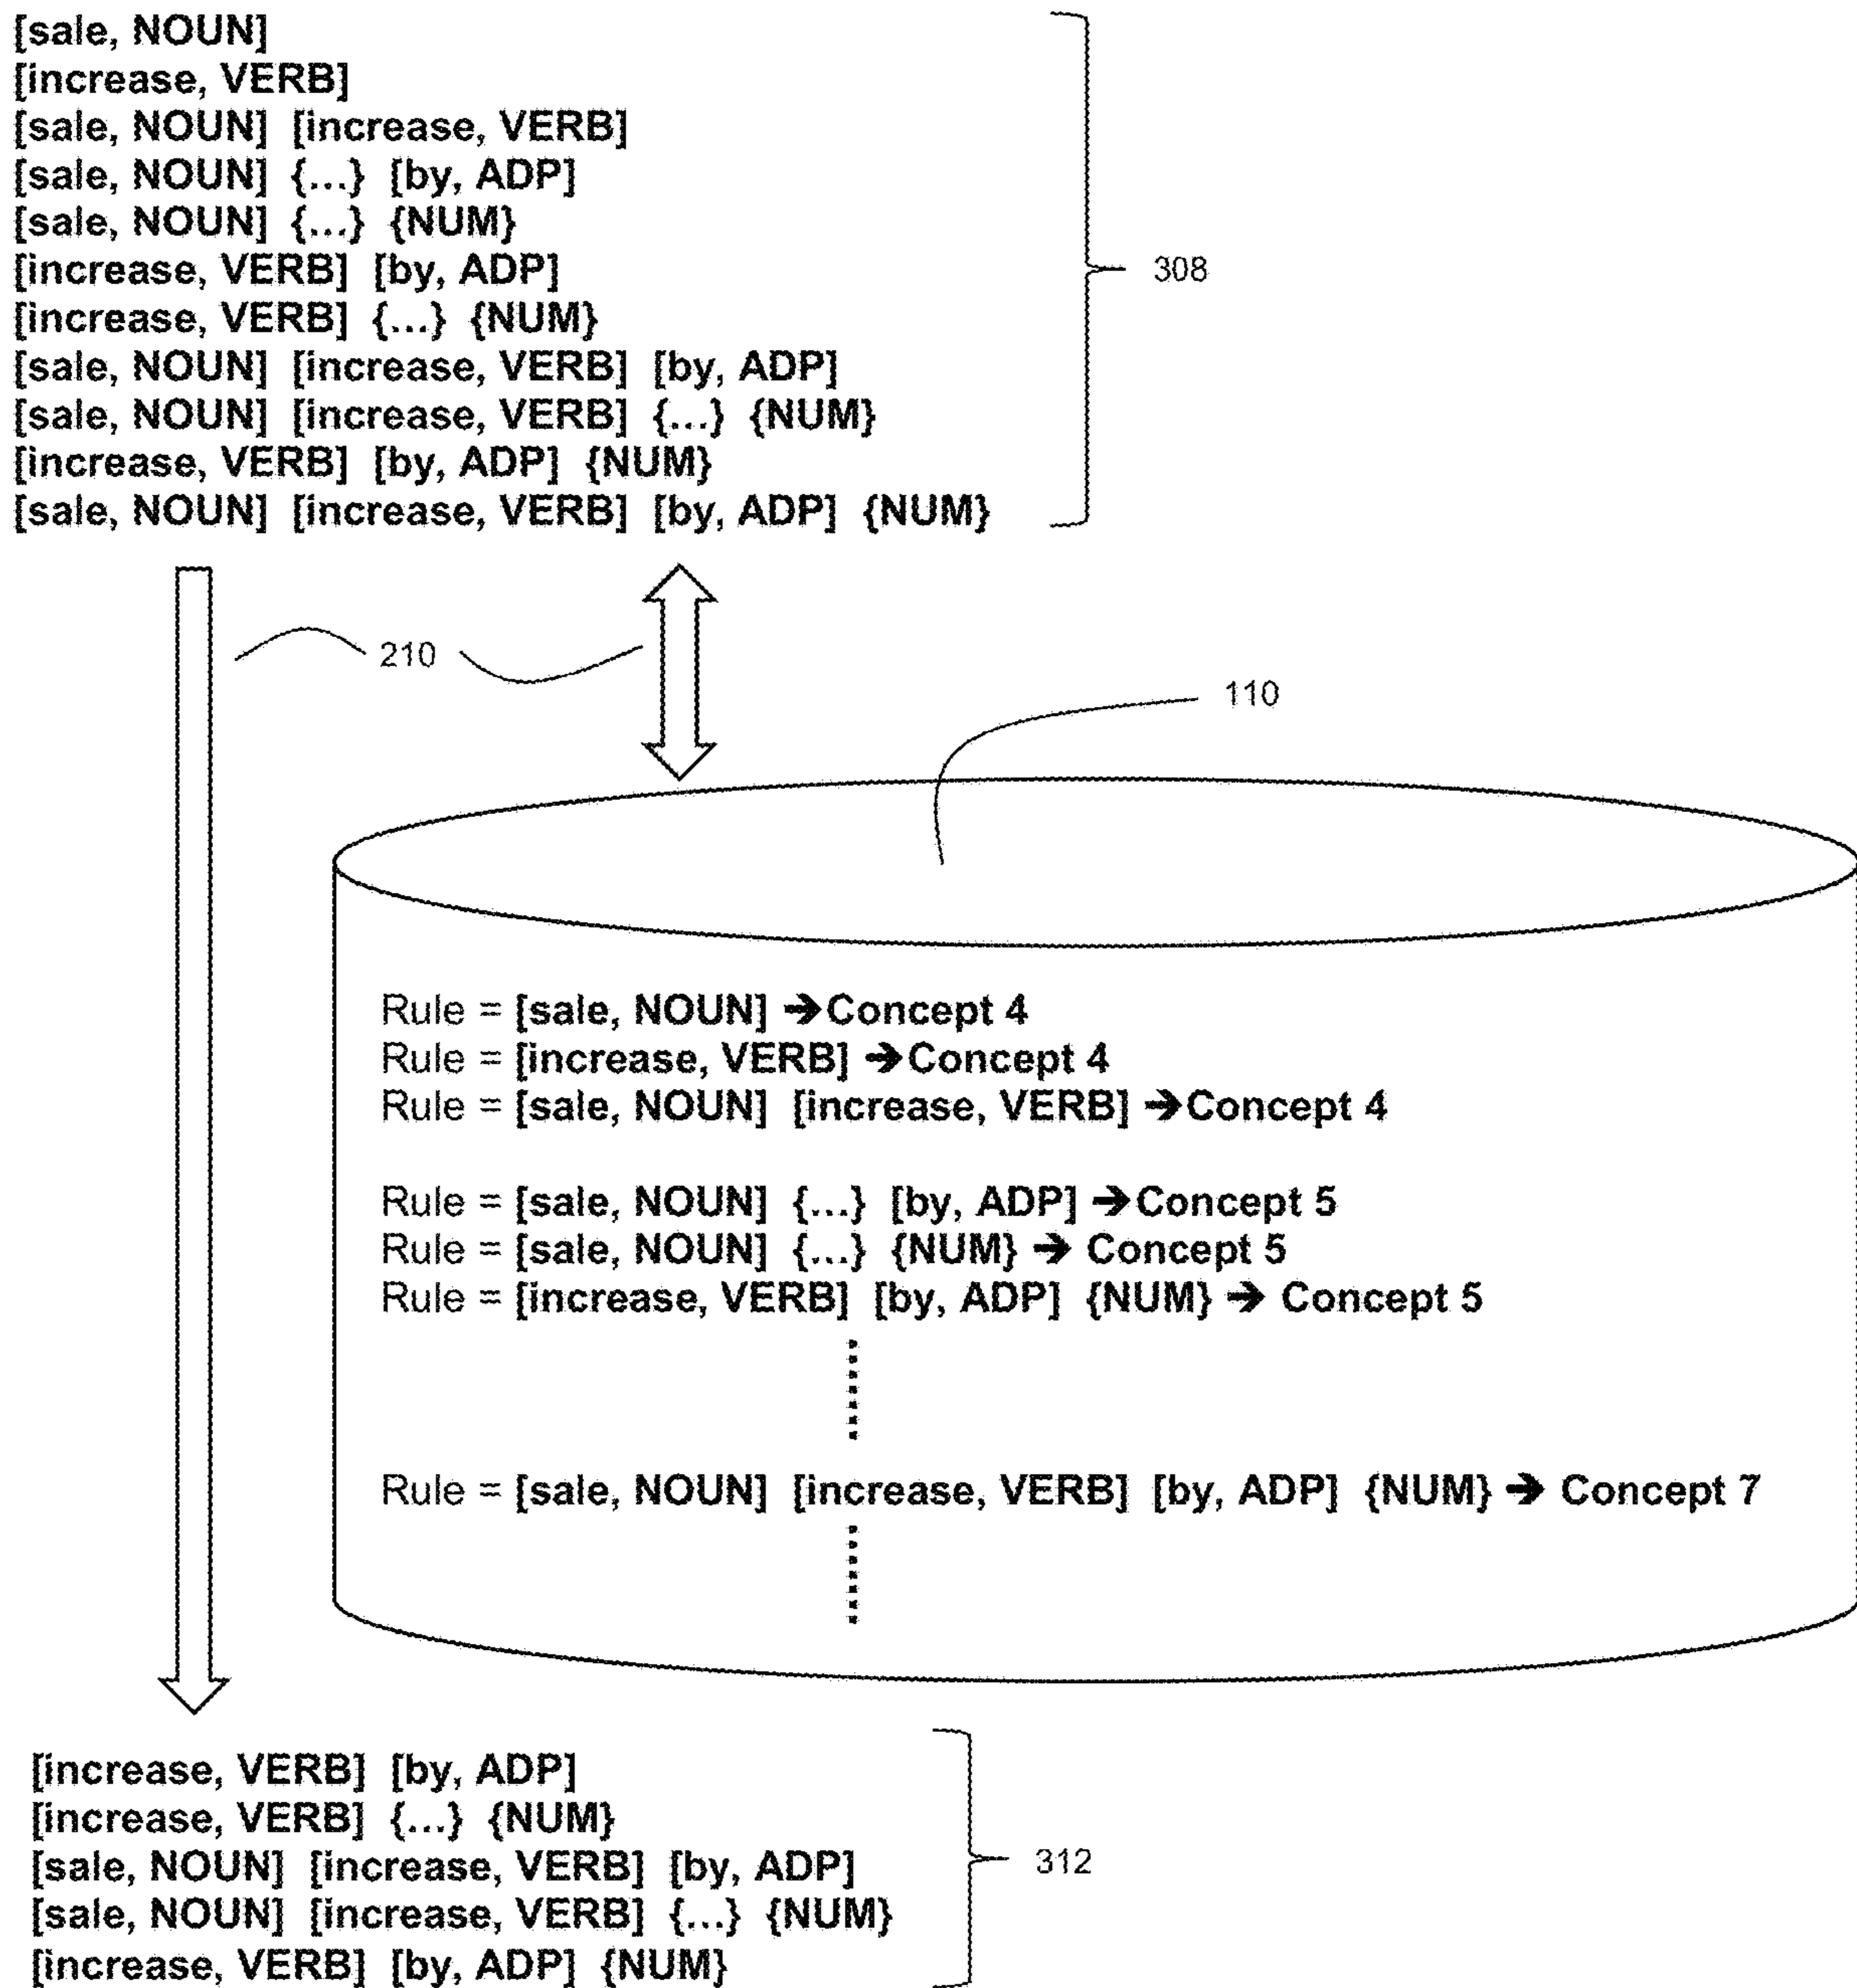 [sale, NOUN]
[increase, VERB]
[sale, NOUN] [increase, VERB]
[sale, NOUN] {...} [by, ADP]
[sale, NOUN] {...} {NUM}
[increase, VERB] [by, ADP]
[increase, VERB] {...} {NUM}
[sale, NOUN] [increase, VERB] [by, ADP]
[sale, NOUN] [increase, VERB] {...} {NUM}
[increase, VERB] [by, ADP] {NUM}
[sale, NOUN] [increase, VERB] [by, ADP] {NUM}
308
210
110
Rule = [sale, NOUN] ➔Concept 4
Rule = [increase, VERB] ➔Concept 4
Rule = [sale, NOUN] [increase, VERB] ➔Concept 4
Rule = [sale, NOUN] {...} [by, ADP] ➔Concept 5
Rule = [sale, NOUN] {...} {NUM} ➔ Concept 5
Rule = [increase, VERB] [by, ADP] {NUM} ➔ Concept 5
Rule = [sale, NOUN] [increase, VERB] [by, ADP] {NUM} ➔ Concept 7
[increase, VERB] [by, ADP]
[increase, VERB] {...} {NUM}
[sale, NOUN] [increase, VERB] [by, ADP]
[sale, NOUN] [increase, VERB] {...} {NUM}
[increase, VERB] [by, ADP] {NUM}
312